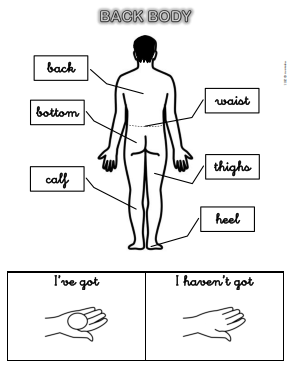 BACK BODY
back
waist
bottom
thighs
calf
heel
I've got
I haven't got